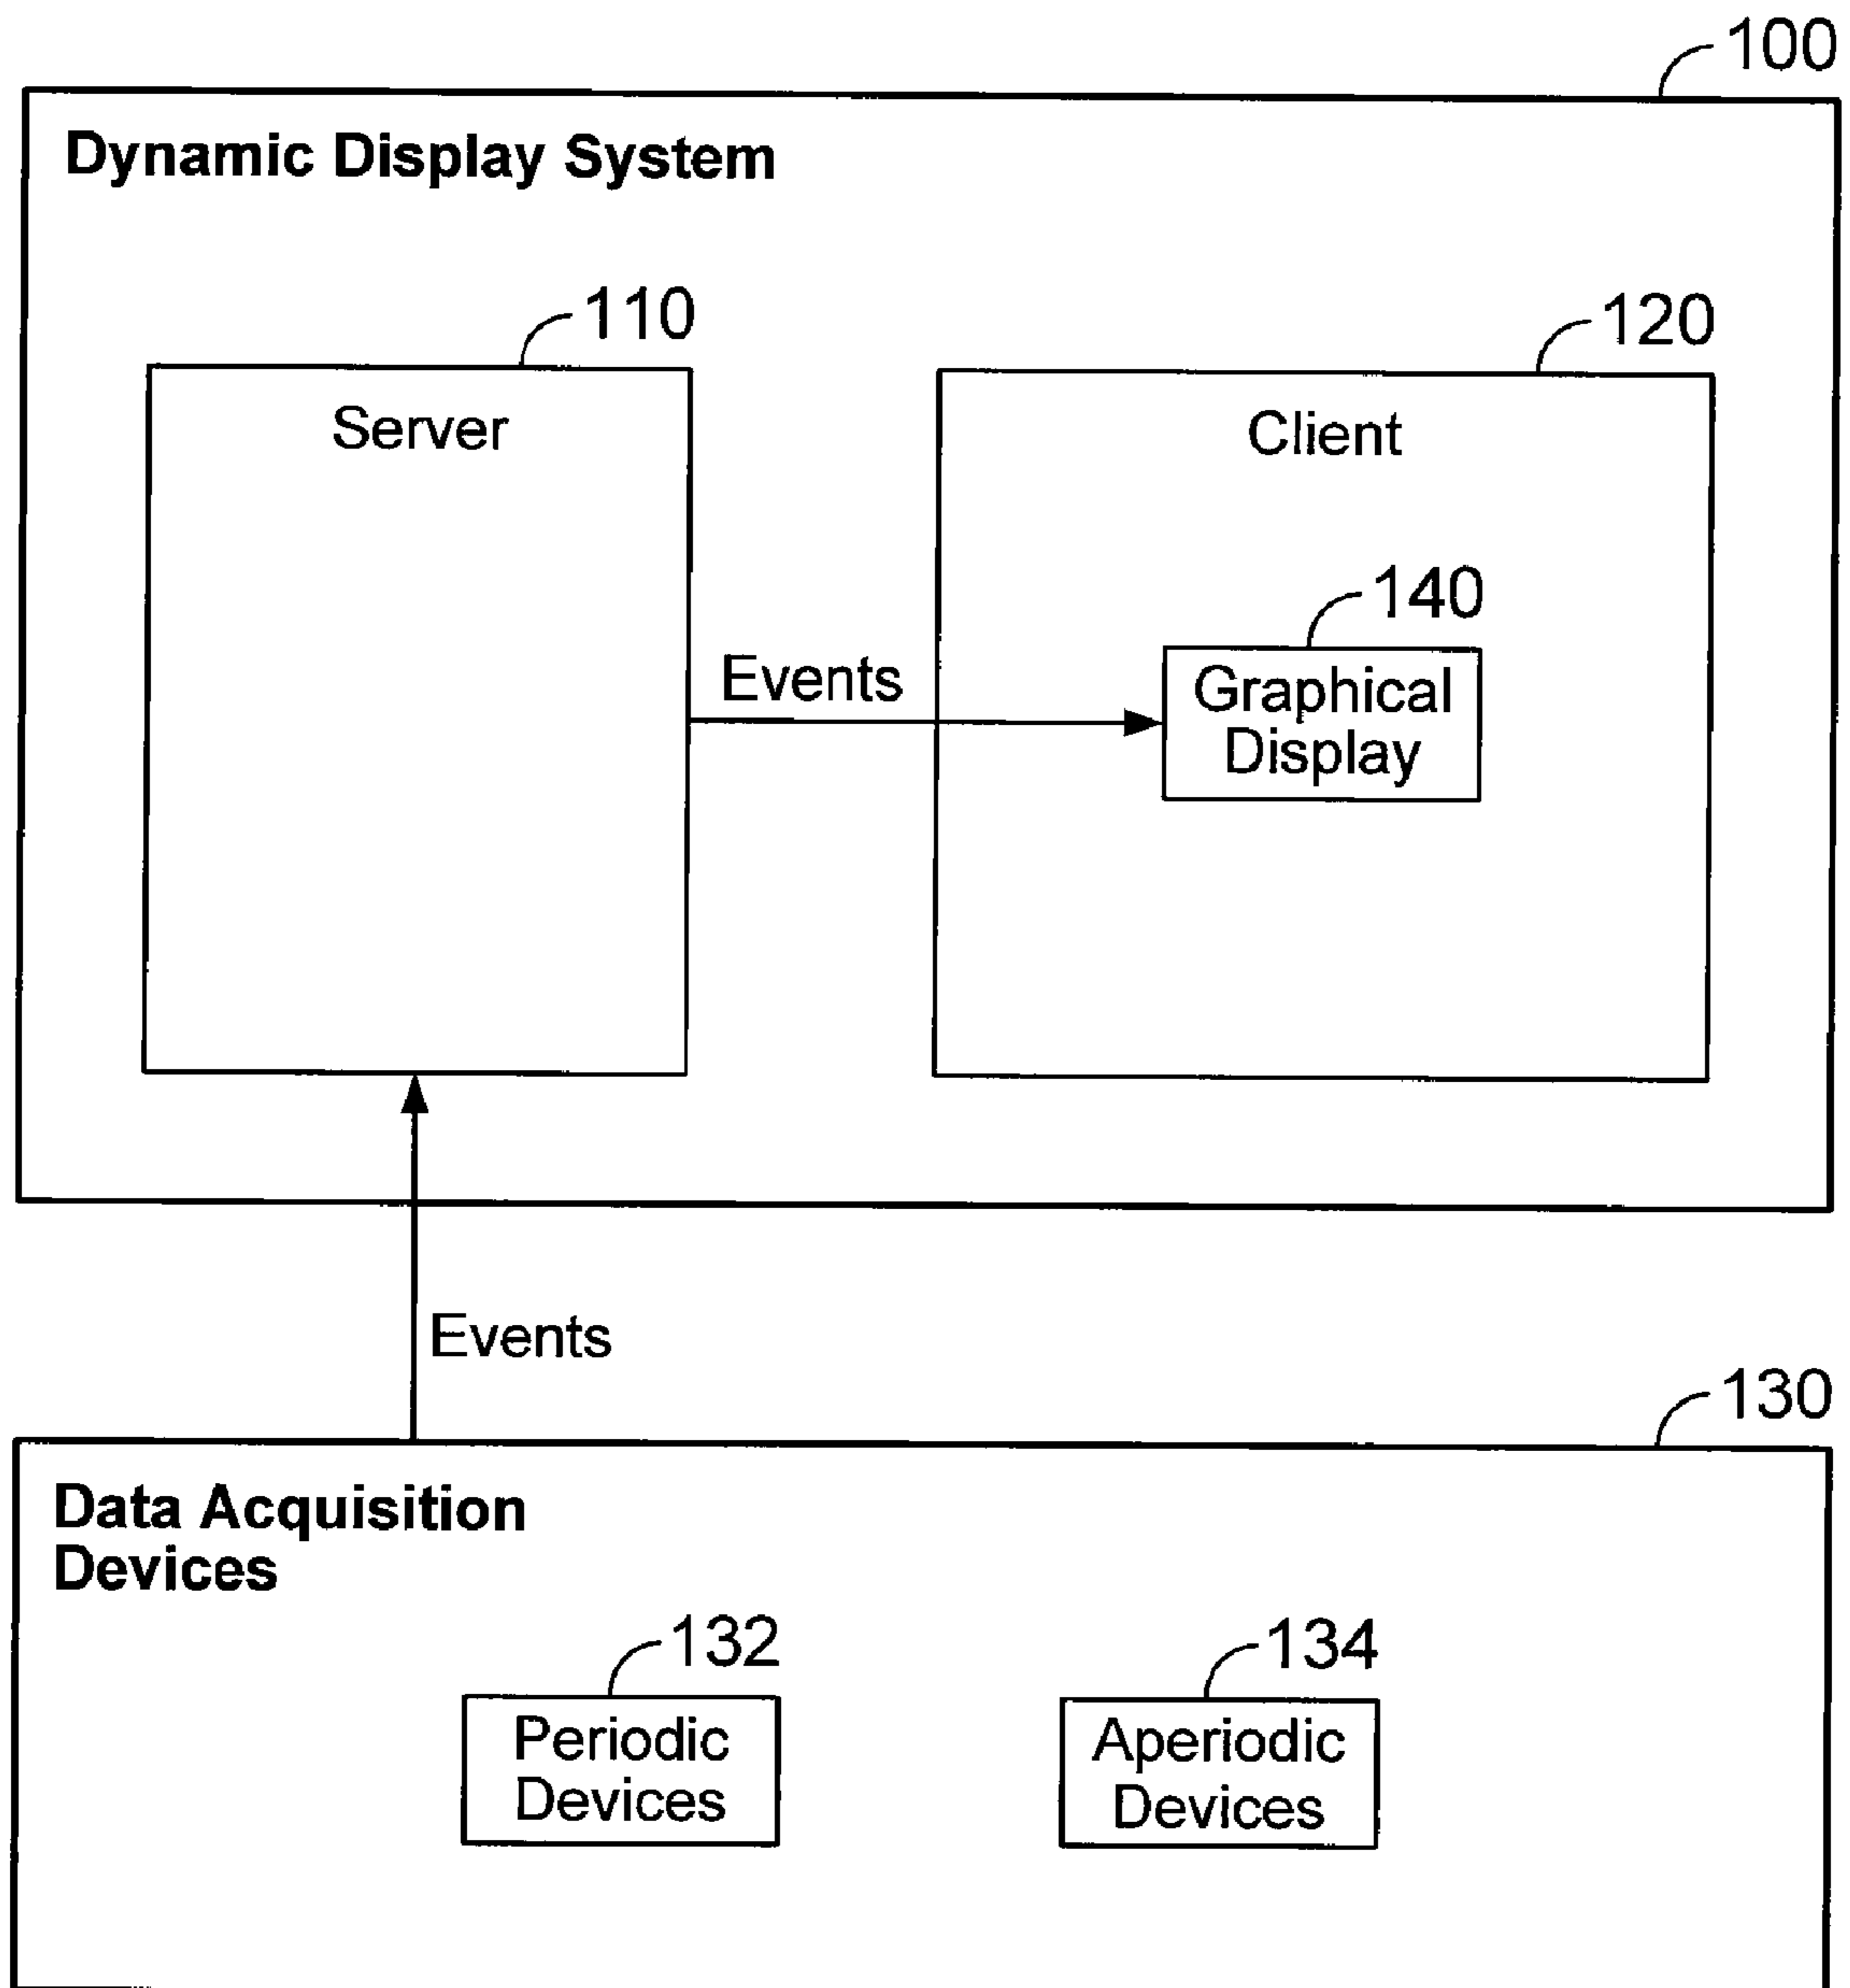 100
Dynamic Display System
110
120
Server
Client
140
Events
Graphical
Display
Events
130
Data Acquisition
Devices
132
134
Periodic
Devices
Aperiodic
Devices